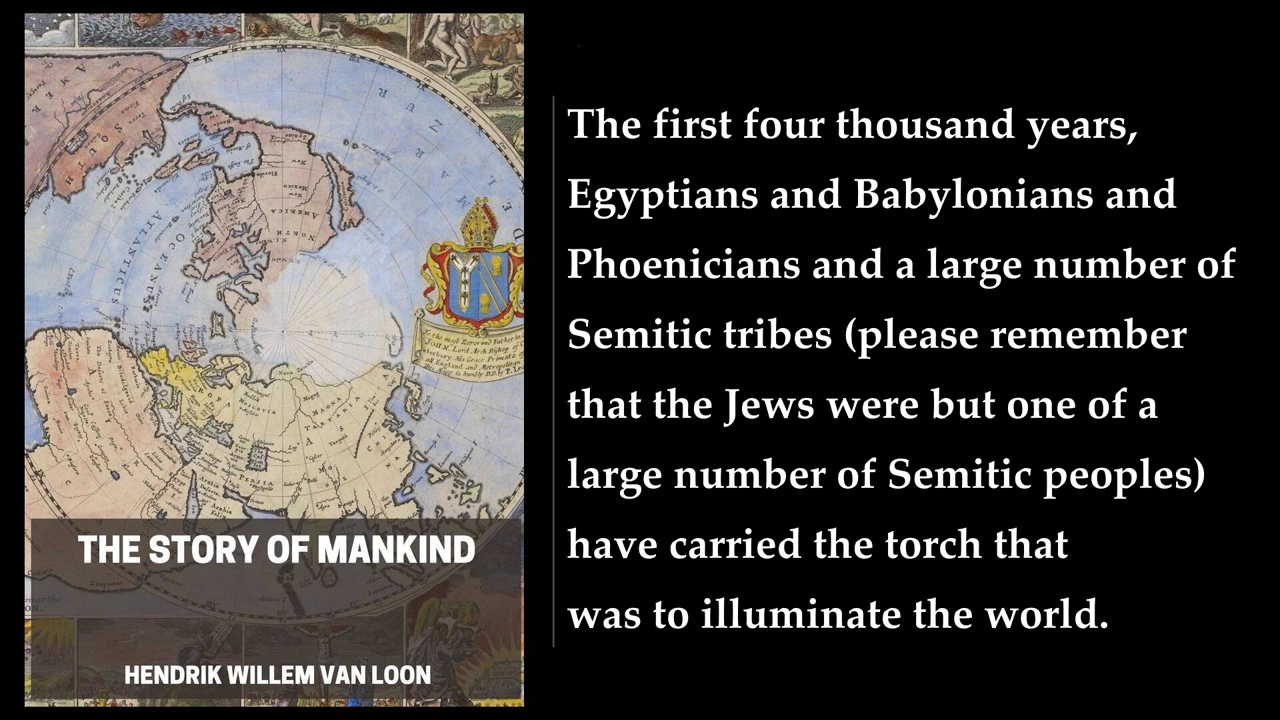 THE STORY OF MANKIND
HENDRIK WILLEM VAN LOON
The first four thousand years,
Egyptians and Babylonians and
Phoenicians and a large number of
Semitic tribes (please remember
that the Jews were but one of a
large number of Semitic peoples)
have carried the torch that
was to illuminate the world.